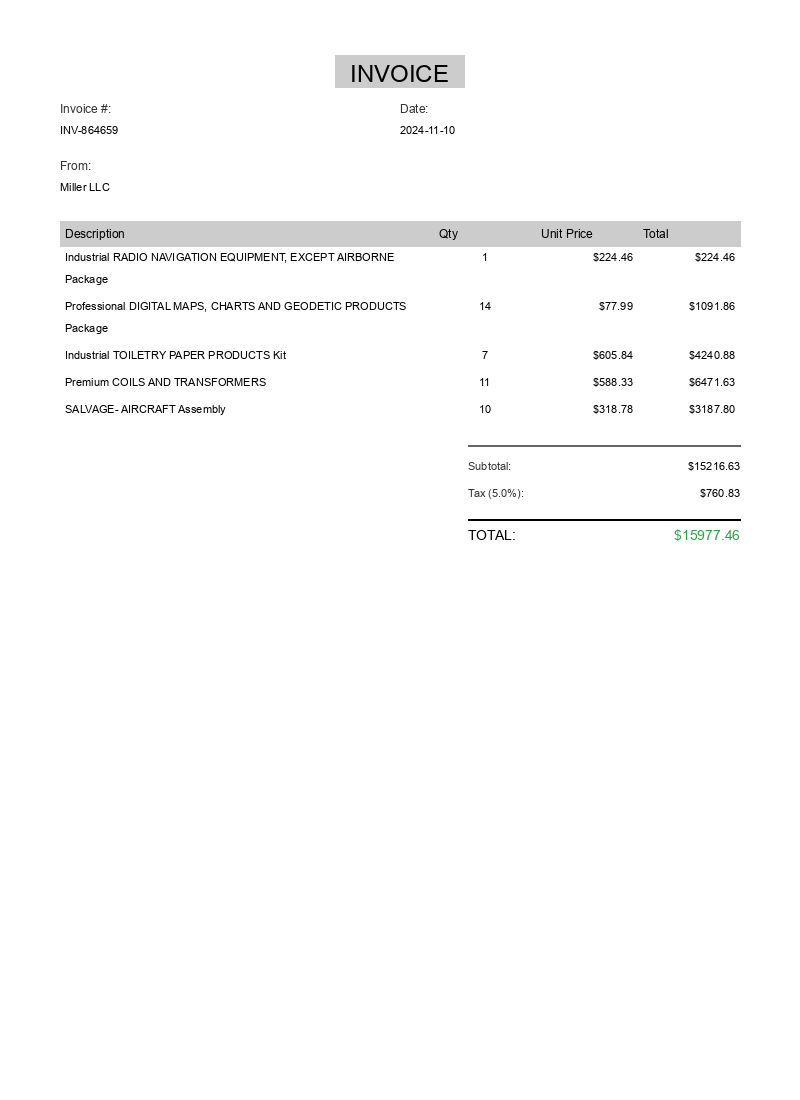 INVOICE
Invoice #: Date:
INV-864659 2024-11-10
From:
Miller LLC
Description Qty Unit Price Total
Industrial RADIO NAVIGATION EQUIPMENT, EXCEPT AIRBORNE 1 $224.46 $224.46
Package
Professional DIGITAL MAPS, CHARTS AND GEODETIC PRODUCTS 14 $77.99 $1091.86
Package
Industrial TOILETRY PAPER PRODUCTS Kit 7 $605.84 $4240.88
Premium COILS AND TRANSFORMERS 11 $588.33 $6471.63
SALVAGE- AIRCRAFT Assembly 10 $318.78 $3187.80
Subtotal: $15216.63
Tax (5.0%): $760.83
TOTAL: $15977.46